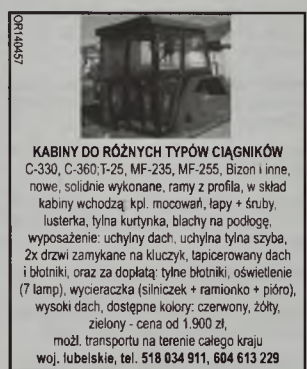 OR140457
KABINY DO RÓŻNYCH TYPÓW CIĄGNIKÓW
C-330, C-360;T-25, MF-235, MF-255, Bizon i inne,
nowe, solidnie wykonane, ramy z profila, w skład
kabiny wchodzą: kpl. mocowań, łapy + śruby,
lusterka, tylna kurtynka, blachy na podłogę,
wyposażenie: uchylny dach, uchylna tylna szyba,
2x drzwi zamykane na kluczyk, tapicerowany dach
i błotniki, oraz za dopłatą: tylne błotniki, oświetlenie
(7 lamp), wycieraczka (silniczek + ramionko + pióro),
wysoki dach, dostępne kolory: czerwony, żółty,
zielony - cena od 1.900 zł,
możl. transportu na terenie całego kraju
woj. lubelskie, tel. 518 034 911, 604 613 229